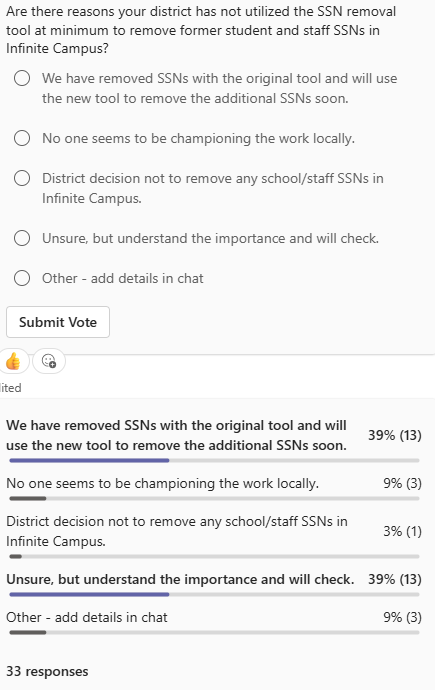 Are there reasons your district has not utilized the SSN removal
tool at minimum to remove former student and staff SSNs in
Infinite Campus?
We have removed SSNs with the original tool and will use
the new tool to remove the additional SSNs soon.
No one seems to be championing the work locally.
District decision not to remove any school/staff SSNs in
Infinite Campus.
Unsure, but understand the importance and will check.
Other - add details in chat
Submit Vote
lited
We have removed SSNs with the original tool and will
use the new tool to remove the additional SSNs soon.
39% (13)
No one seems to be championing the work locally.
9% (3)
District decision not to remove any school/staff SSNs in
Infinite Campus.
3% (1)
Unsure, but understand the importance and will check.
39% (13)
Other - add details in chat
9% (3)
33 responses